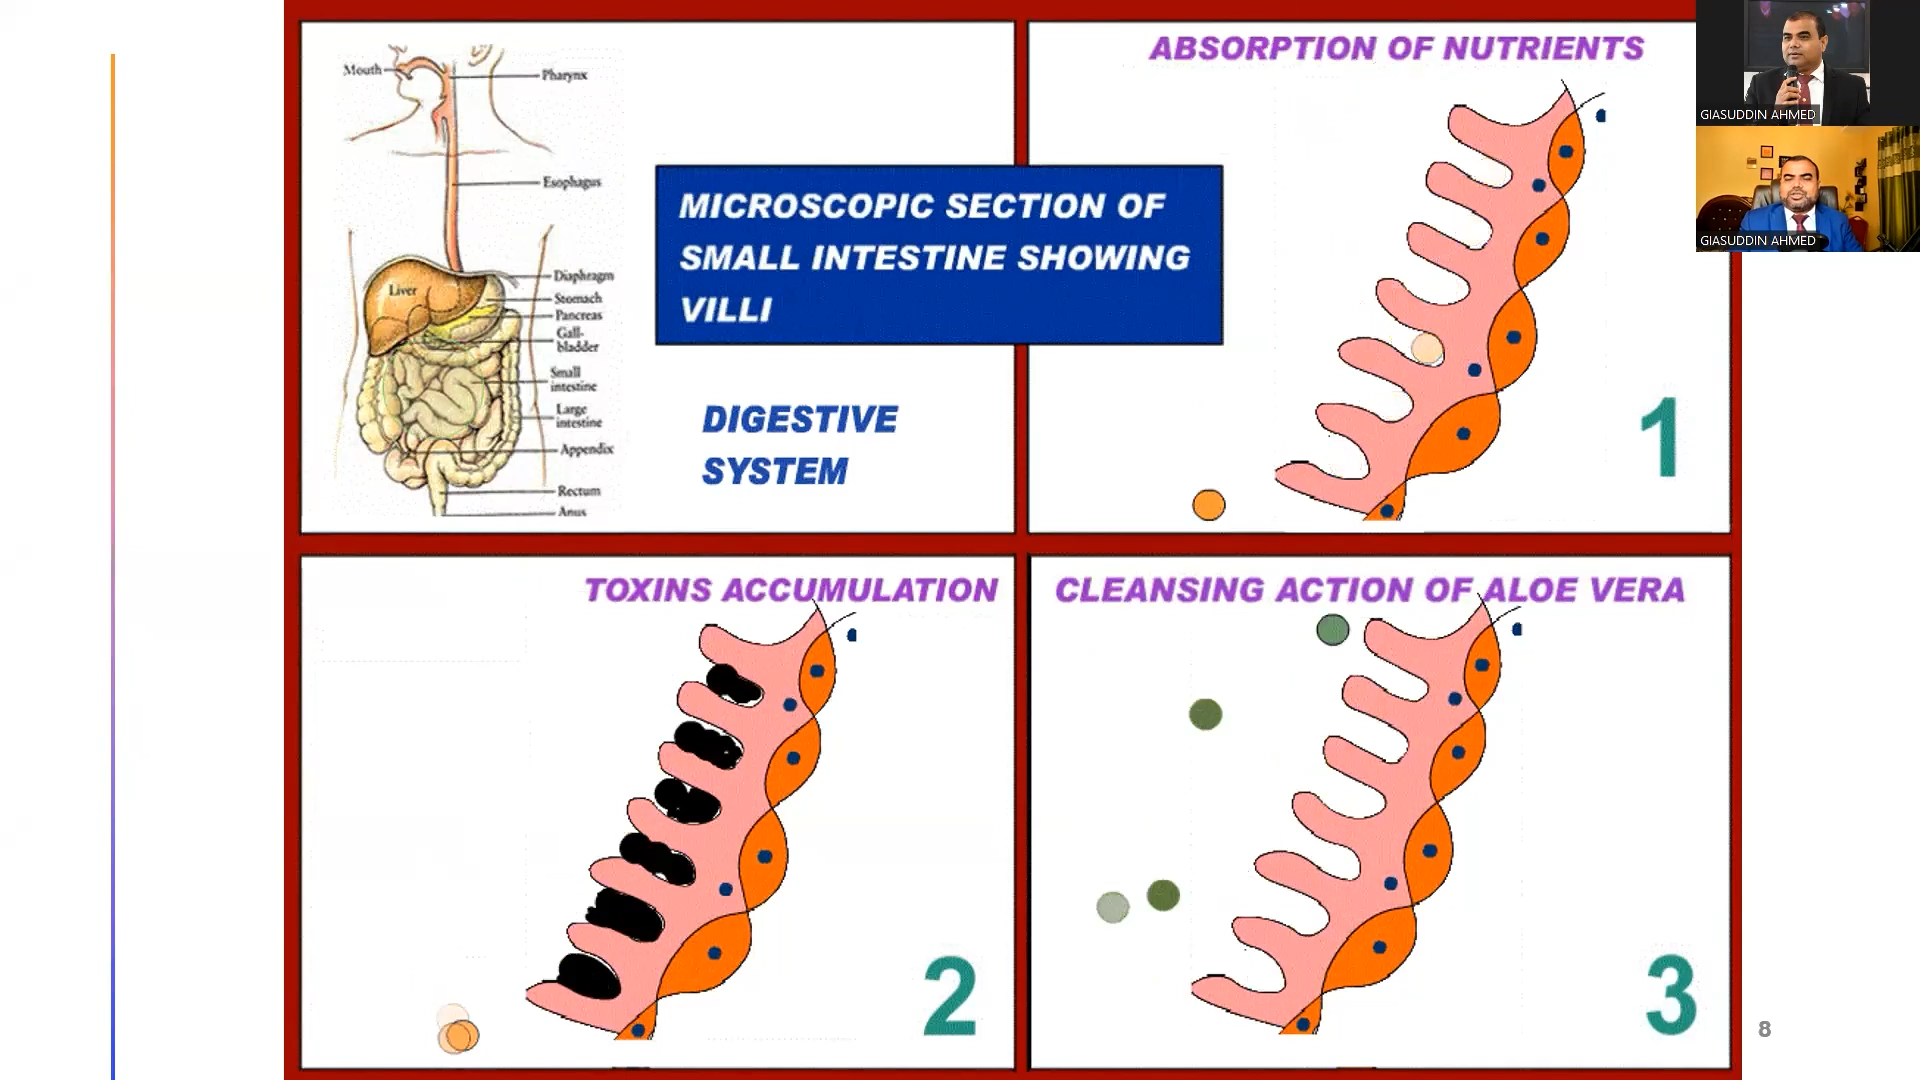 Mouth
Pharynx
Esophagus
Diaphragm
Liver
Stomach
Pancreas
Gall-
bladder
Small
intestine
Large
intestine
Appendix
Rectum
Anus
MICROSCOPIC SECTION OF
SMALL INTESTINE SHOWING
VILLI
DIGESTIVE
SYSTEM
ABSORPTION OF NUTRIENTS
1
TOXINS ACCUMULATION
2
CLEANSING ACTION OF ALOE VERA
3
GIASUDDIN AHMED
GIASUDDIN AHMED
8